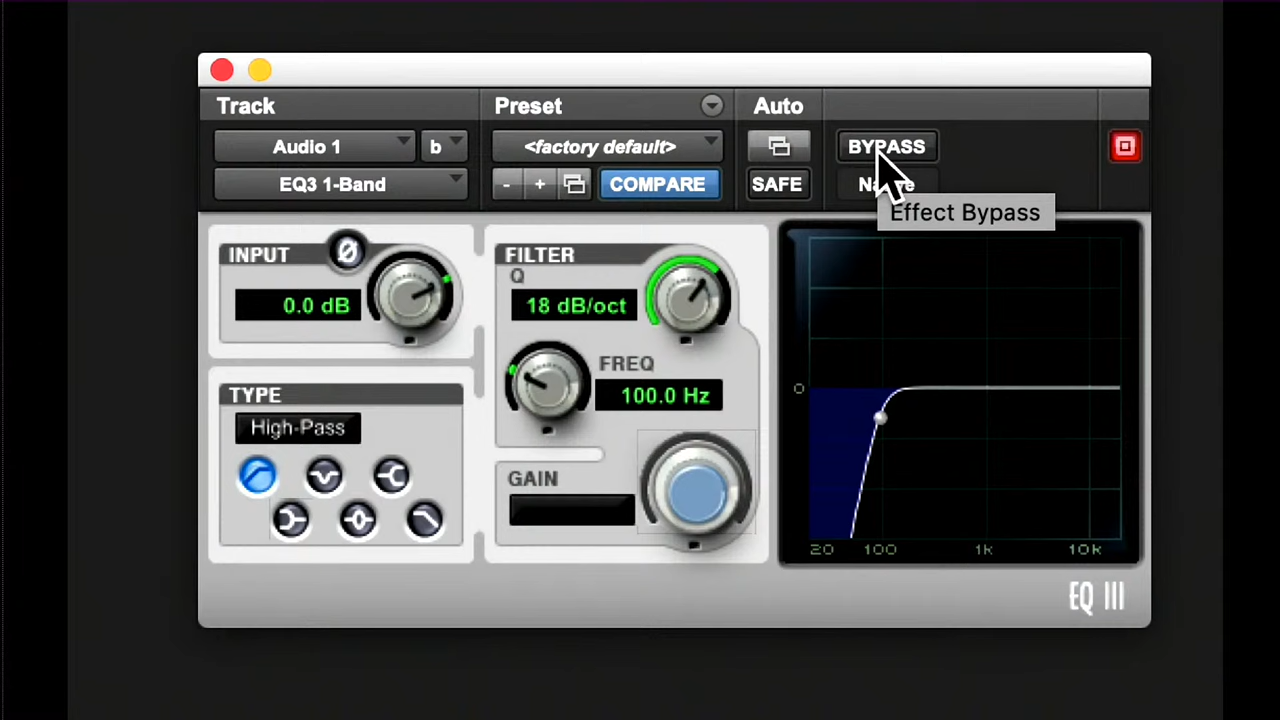 Track
Preset
Auto
Audio 1
b
<factory default>
BYPASS
EQ3 1-Band
-
+
COMPARE
SAFE
Effect Bypass
INPUT
Ø
0.0 dB
FILTER
Q
18 dB/oct
FREQ
100.0 Hz
TYPE
High-Pass
GAIN
0
20
100
1k
10k
EQ III